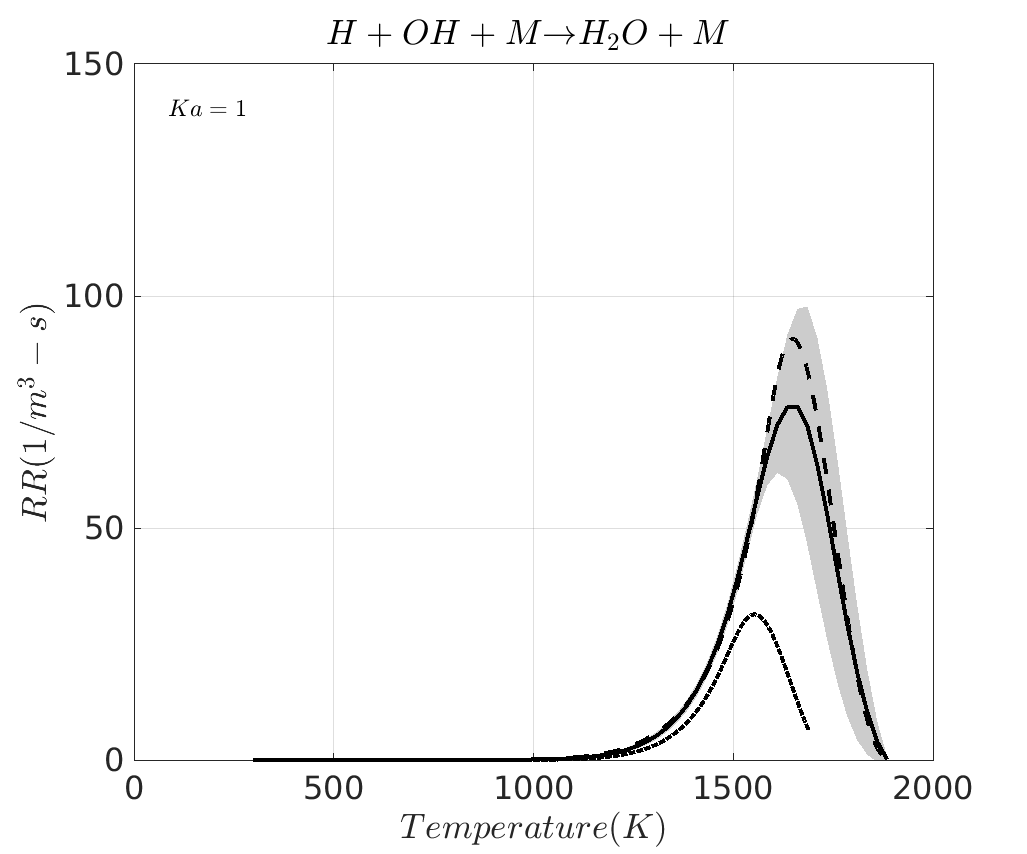 H + OH + M→H₂O + M
150
Ka = 1
100
50
0
0 500 1000 1500 2000
Temperature(K)
RR(1/m³ − s)